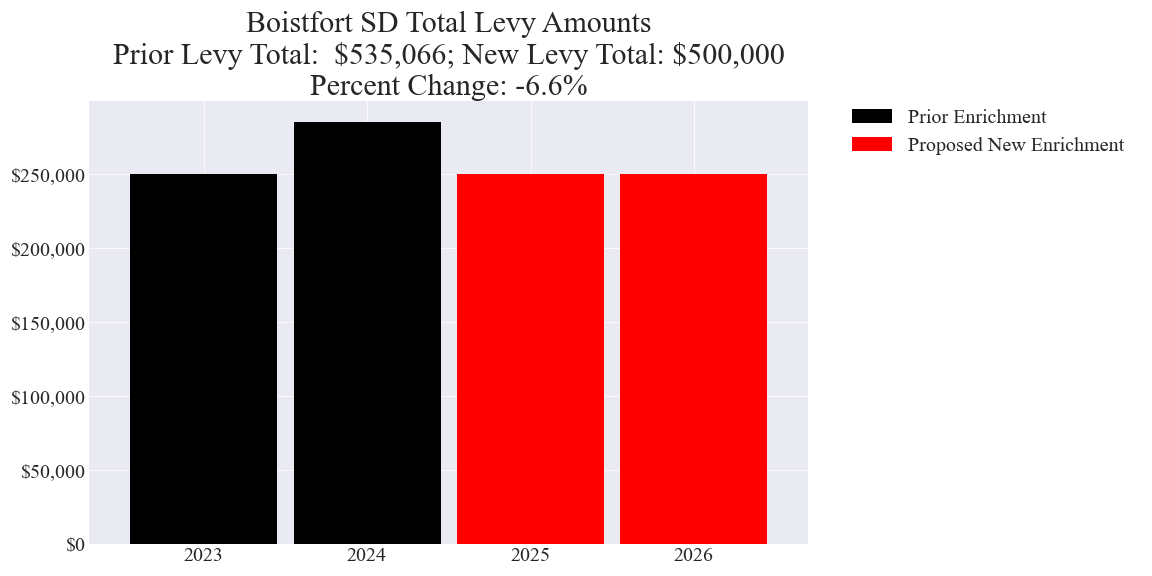 Boistfort SD Total Levy Amounts
Prior Levy Total:  $535,066; New Levy Total: $500,000
Percent Change: -6.6%
Prior Enrichment
Proposed New Enrichment
$250,000
$200,000
$150,000
$100,000
$50,000
$0
2023 2024 2025 2026